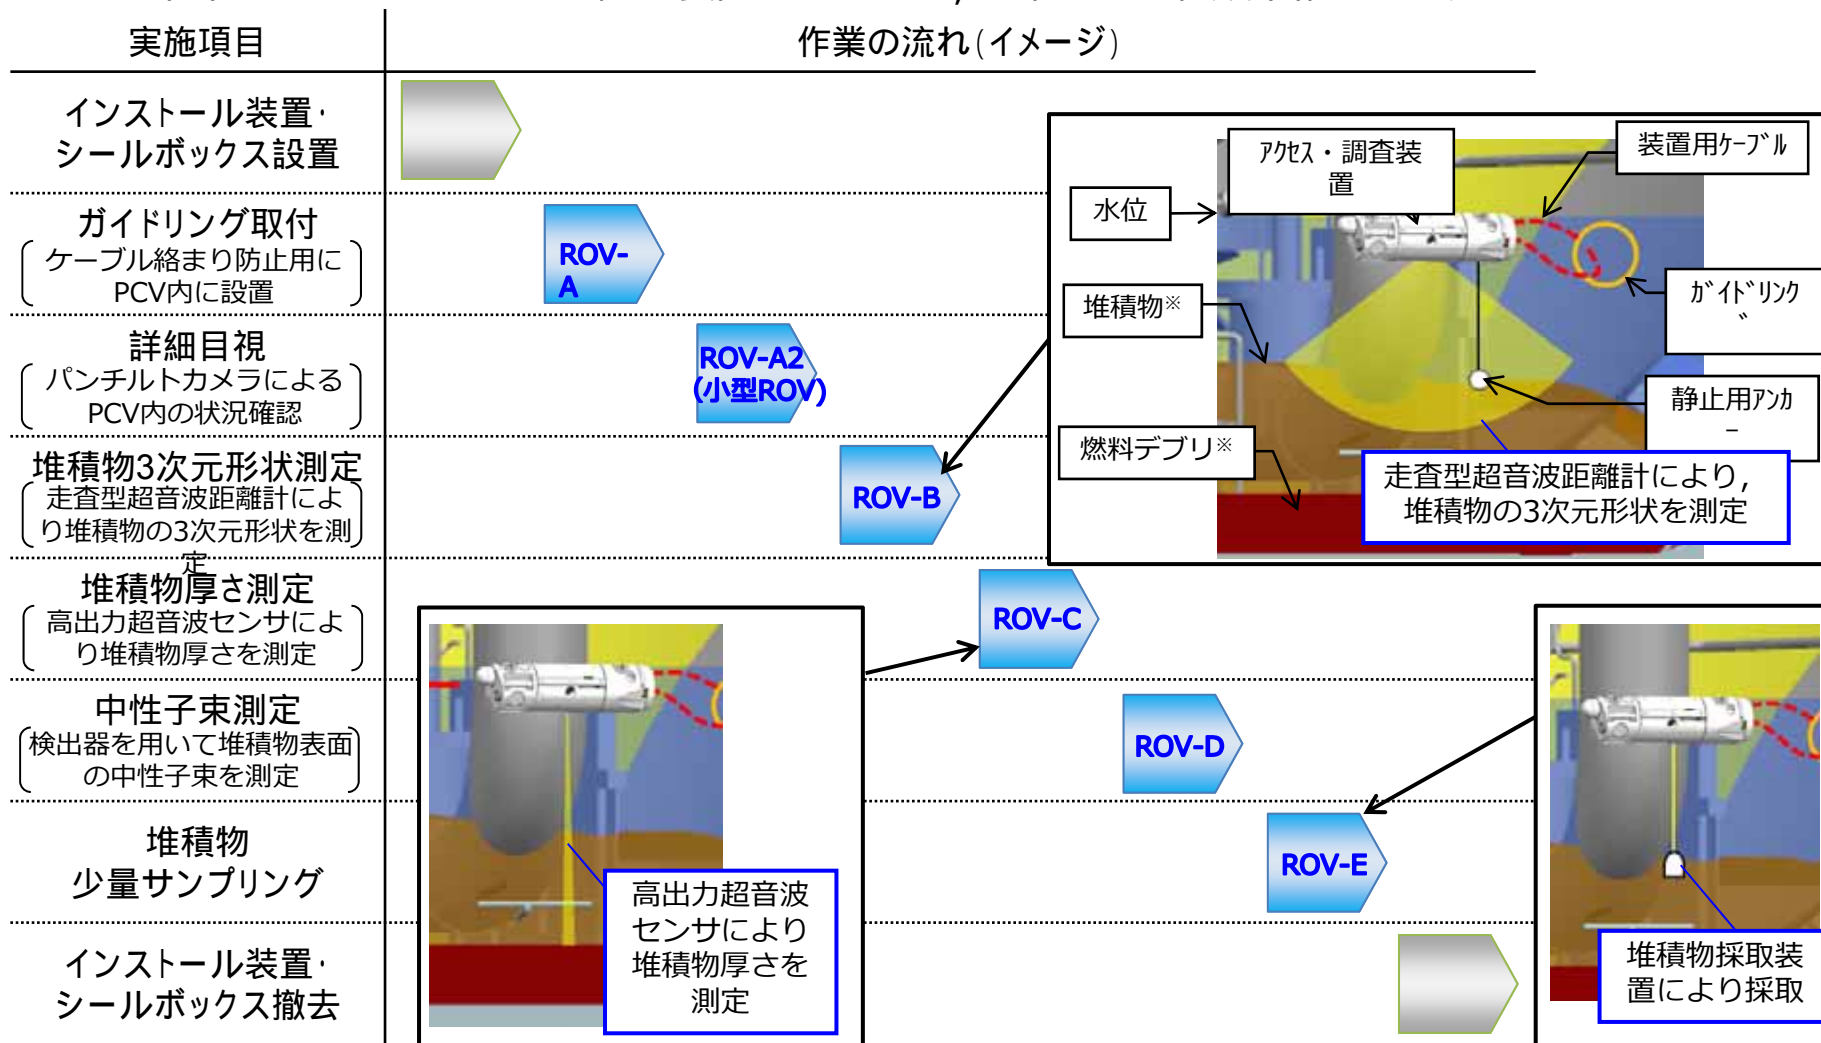 実施項目
作業の流れ(イメージ)
インストール装置・
シールボックス設置
ガイドリング取付
ケーブル絡まり防止用に
PCV内に設置
ROV-
A
詳細目視
パンチルトカメラによる
PCV内の状況確認
ROV-A2
(小型ROV)
堆積物3次元形状測定
走査型超音波距離計によ
り堆積物の3次元形状を測
定
ROV-B
堆積物厚さ測定
高出力超音波センサによ
り堆積物厚さを測定
ROV-C
中性子束測定
検出器を用いて堆積物表面
の中性子束を測定
ROV-D
堆積物
少量サンプリング
ROV-E
インストール装置・
シールボックス撤去
アクセス・調査装
置
装置用ケーブル
水位
ガイドリンク
゛
堆積物※
静止用アンカ
-
燃料デブリ※
走査型超音波距離計により,
堆積物の3次元形状を測定
高出力超音波
センサにより
堆積物厚さを
測定
堆積物採取装
置により採取